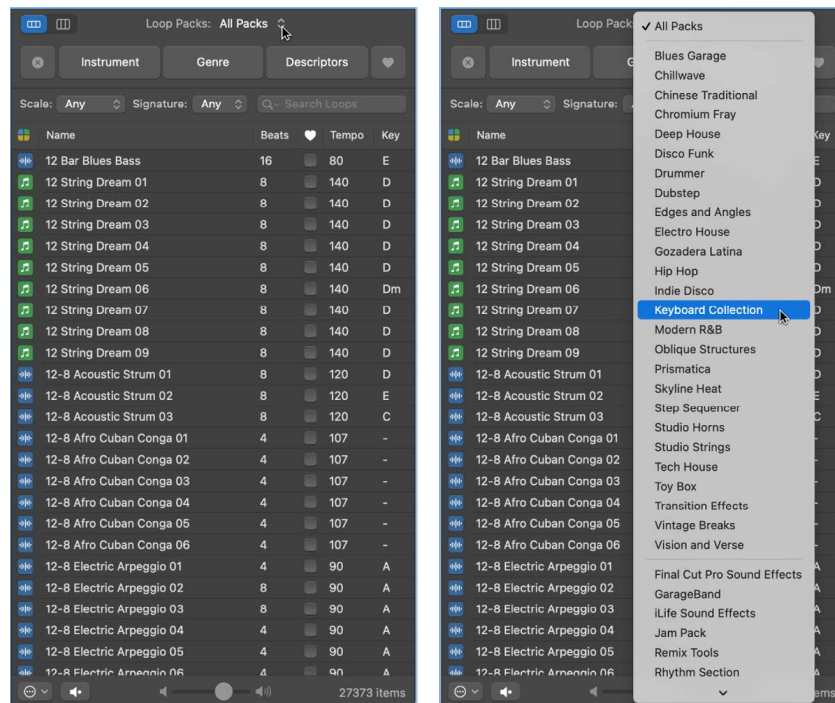 Loop Packs: All Packs
Instrument Genre Descriptors
Scale: Any Signature: Any Search Loops
Name Beats Tempo Key
12 Bar Blues Bass 16 80 E
12 String Dream 01 8 140 D
12 String Dream 02 8 140 D
12 String Dream 03 8 140 D
12 String Dream 04 8 140 D
12 String Dream 05 8 140 D
12 String Dream 06 8 140 Dm
12 String Dream 07 8 140 D
12 String Dream 08 8 140 D
12 String Dream 09 8 140 D
12-8 Acoustic Strum 01 8 120 D
12-8 Acoustic Strum 02 8 120 E
12-8 Acoustic Strum 03 8 120 C
12-8 Afro Cuban Conga 01 4 107 -
12-8 Afro Cuban Conga 02 4 107 -
12-8 Afro Cuban Conga 03 4 107 -
12-8 Afro Cuban Conga 04 4 107 -
12-8 Afro Cuban Conga 05 4 107 -
12-8 Afro Cuban Conga 06 4 107 -
12-8 Electric Arpeggio 01 4 90 A
12-8 Electric Arpeggio 02 8 90 A
12-8 Electric Arpeggio 03 8 90 A
12-8 Electric Arpeggio 04 4 90 A
12-8 Electric Arpeggio 05 4 90 A
12-8 Electric Arpeggio 06 4 90 A
27373 items
Loop Pack
Instrument G
Scale: Any Signature:
Name Key
12 Bar Blues Bass E
12 String Dream 01 D
12 String Dream 02 D
12 String Dream 03 D
12 String Dream 04 D
12 String Dream 05 D
12 String Dream 06 Dm
12 String Dream 07 D
12 String Dream 08 D
12 String Dream 09 D
12-8 Acoustic Strum 01 D
12-8 Acoustic Strum 02 E
12-8 Acoustic Strum 03 C
12-8 Afro Cuban Conga 01 -
12-8 Afro Cuban Conga 02 -
12-8 Afro Cuban Conga 03 -
12-8 Afro Cuban Conga 04 -
12-8 Afro Cuban Conga 05 -
12-8 Afro Cuban Conga 06 -
12-8 Electric Arpeggio 01 A
12-8 Electric Arpeggio 02 A
12-8 Electric Arpeggio 03 A
12-8 Electric Arpeggio 04 A
12-8 Electric Arpeggio 05 A
12-8 Electric Arpeggio 06 A
ems
✓ All Packs
Blues Garage
Chillwave
Chinese Traditional
Chromium Fray
Deep House
Disco Funk
Drummer
Dubstep
Edges and Angles
Electro House
Gozadera Latina
Hip Hop
Indie Disco
Keyboard Collection
Modern R&B
Oblique Structures
Prismatica
Skyline Heat
Step Sequencer
Studio Horns
Studio Strings
Tech House
Toy Box
Transition Effects
Vintage Breaks
Vision and Verse
Final Cut Pro Sound Effects
GarageBand
iLife Sound Effects
Jam Pack
Remix Tools
Rhythm Section